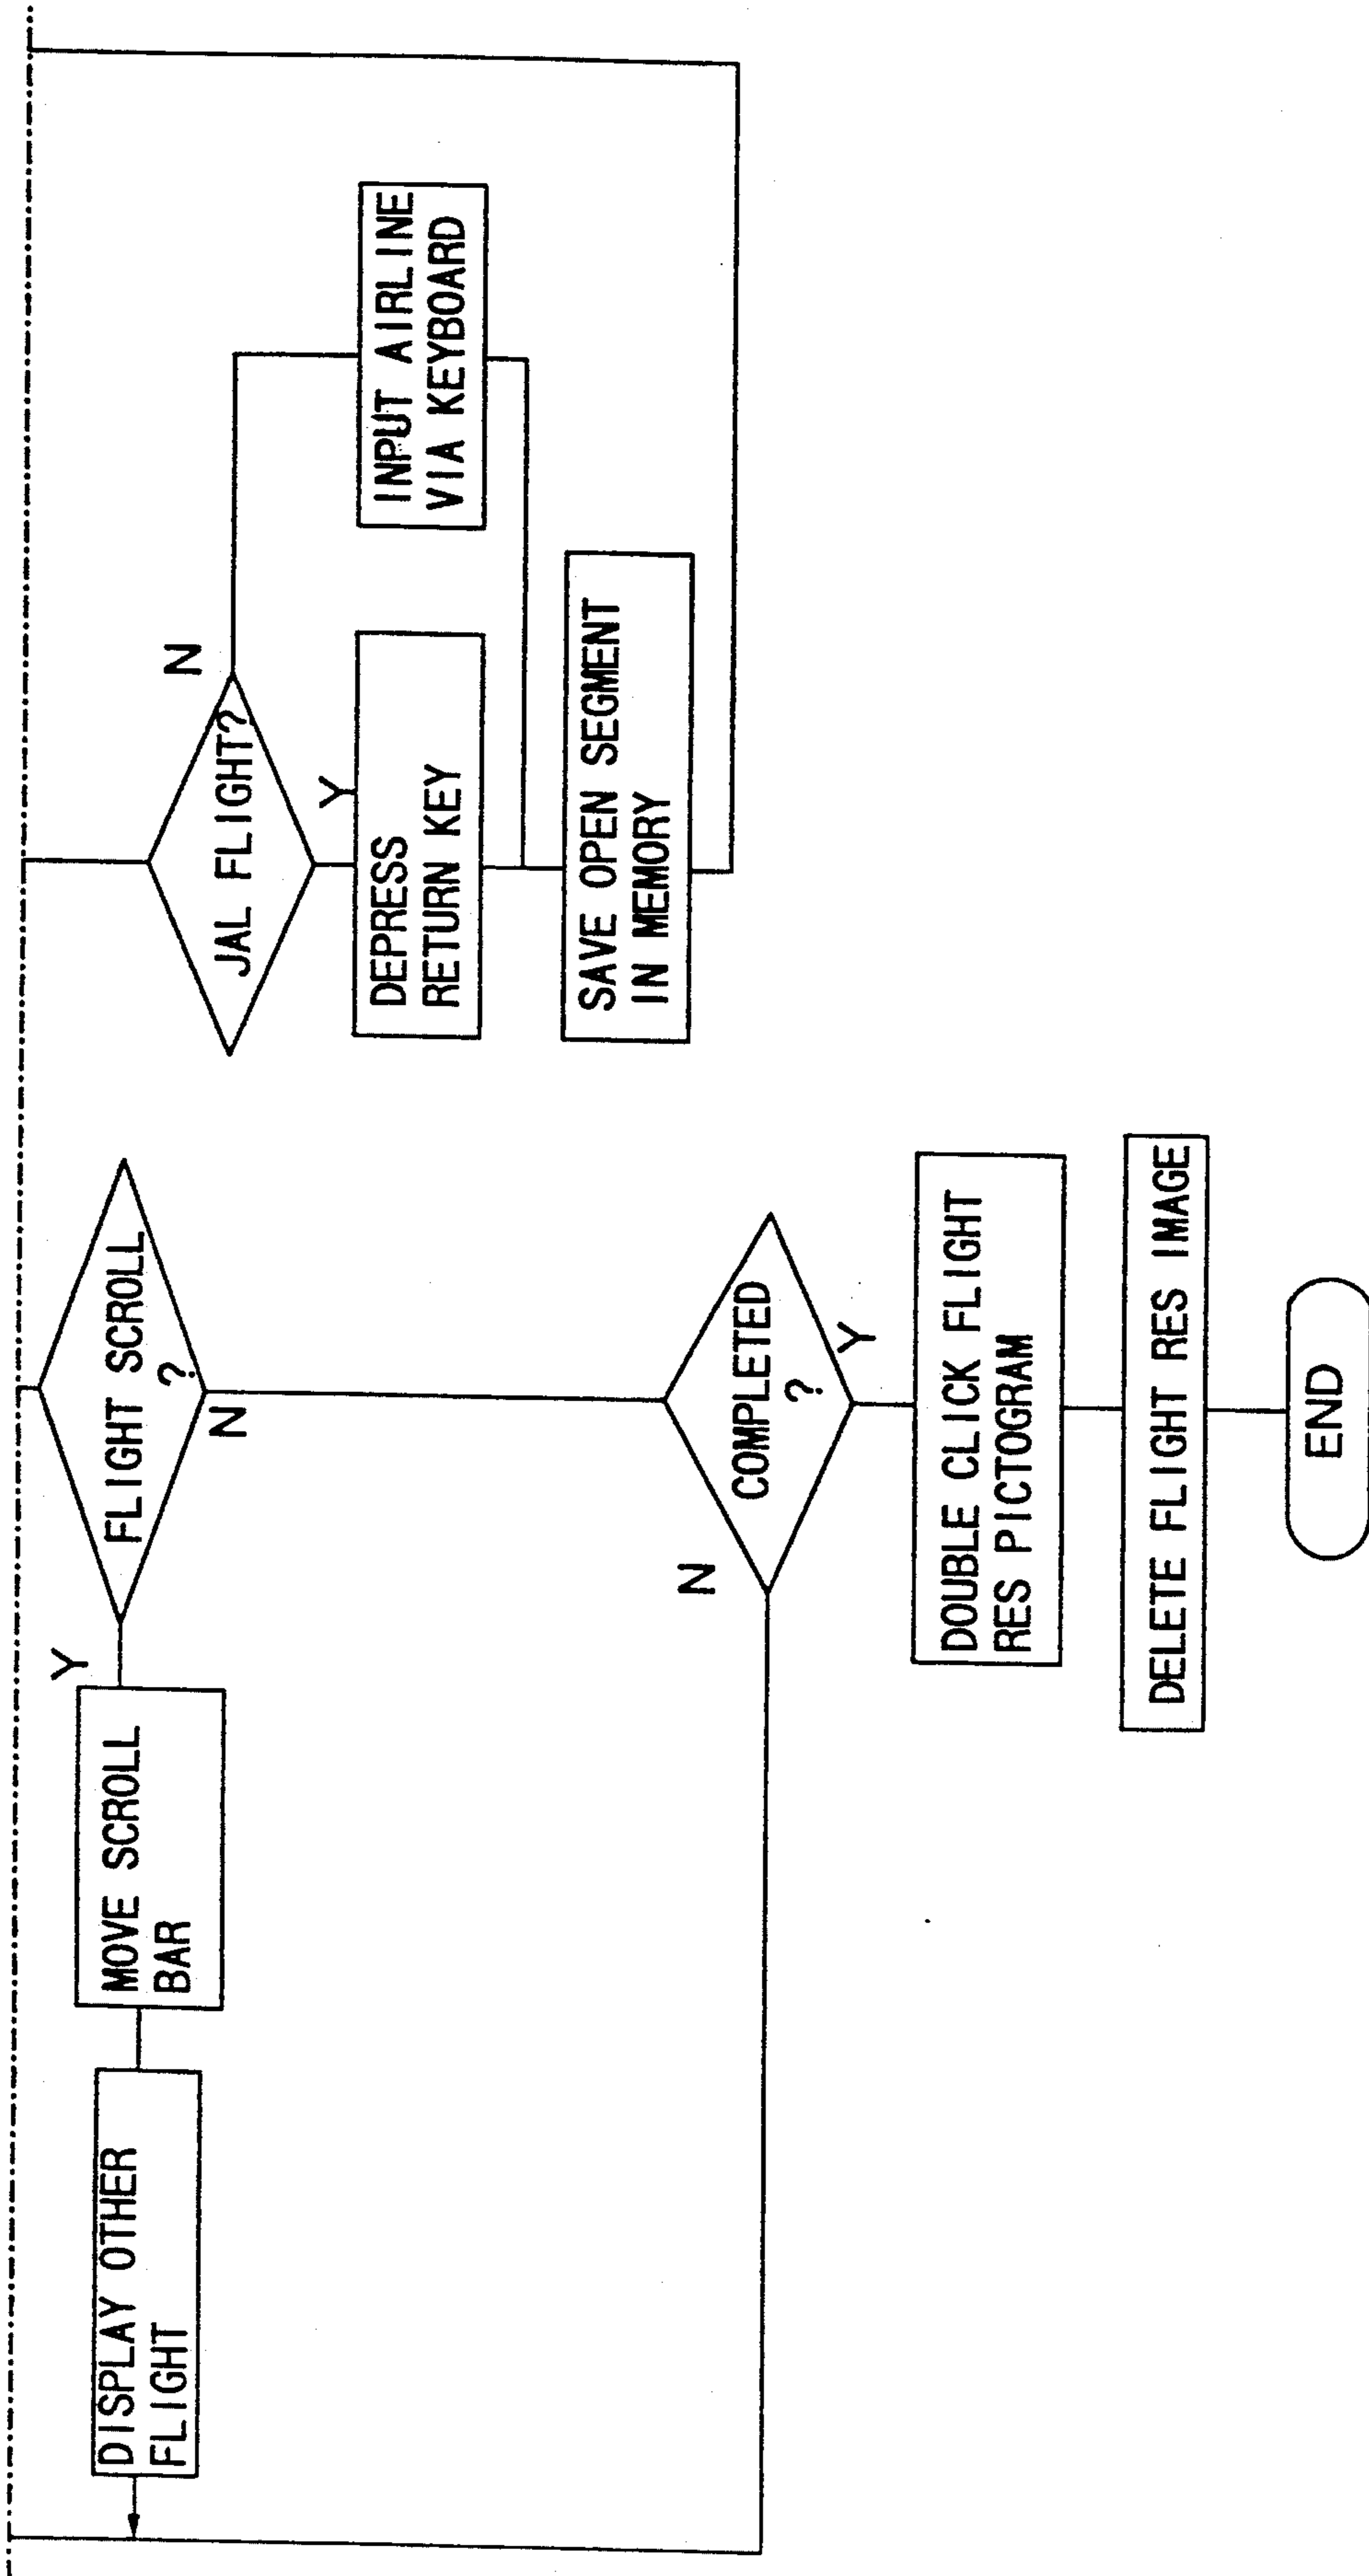 FLIGHT SCROLL
?
Y
N
MOVE SCROLL
BAR
DISPLAY OTHER
FLIGHT
COMPLETED
?
N
Y
DOUBLE CLICK FLIGHT
RES PICTOGRAM
DELETE FLIGHT RES IMAGE
END
JAL FLIGHT?
N
Y
DEPRESS
RETURN KEY
INPUT AIRLINE
VIA KEYBOARD
SAVE OPEN SEGMENT
IN MEMORY